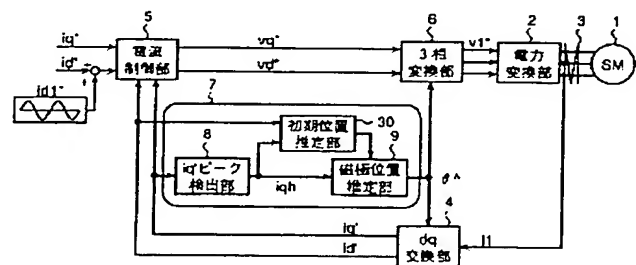 5
6
2
3
1
iq*
id*
電流
制御部
vq*
vd*
3相
変換部
v1*
電力
変換部
SM
id1*
7
30
初期位置
推定部
8
9
iqピーク
検出部
iqh
磁極位置
推定部
θ^
4
iq'
id'
dq
変換部
i1